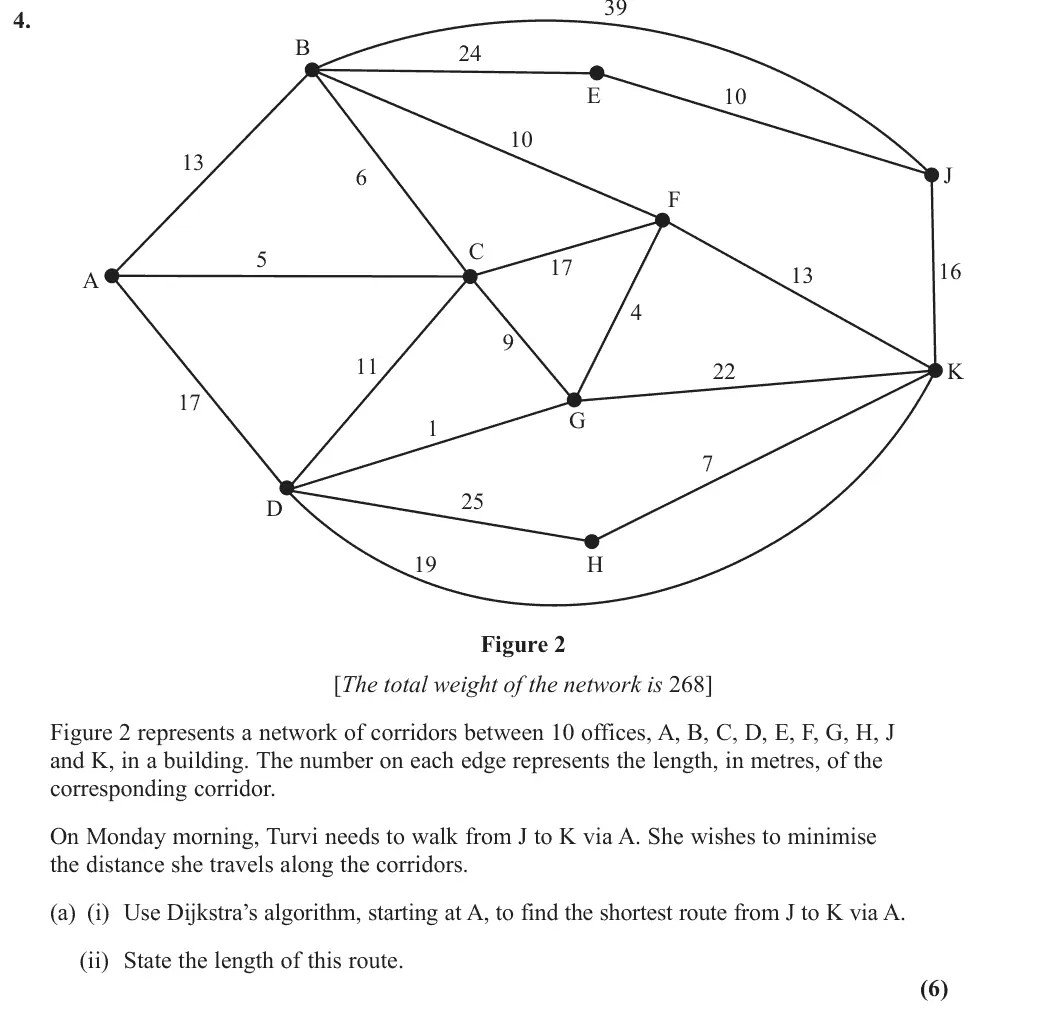 4.
39
B
24
E
10
10
J
13
6
F
C
5
17
A
13
16
4
9
11
22
K
17
G
1
7
D
25
19
H
Figure 2
[The total weight of the network is 268]
Figure 2 represents a network of corridors between 10 offices, A, B, C, D, E, F, G, H, J
and K, in a building. The number on each edge represents the length, in metres, of the
corresponding corridor.
On Monday morning, Turvi needs to walk from J to K via A. She wishes to minimise
the distance she travels along the corridors.
(a) (i) Use Dijkstra’s algorithm, starting at A, to find the shortest route from J to K via A.
(ii) State the length of this route.
(6)